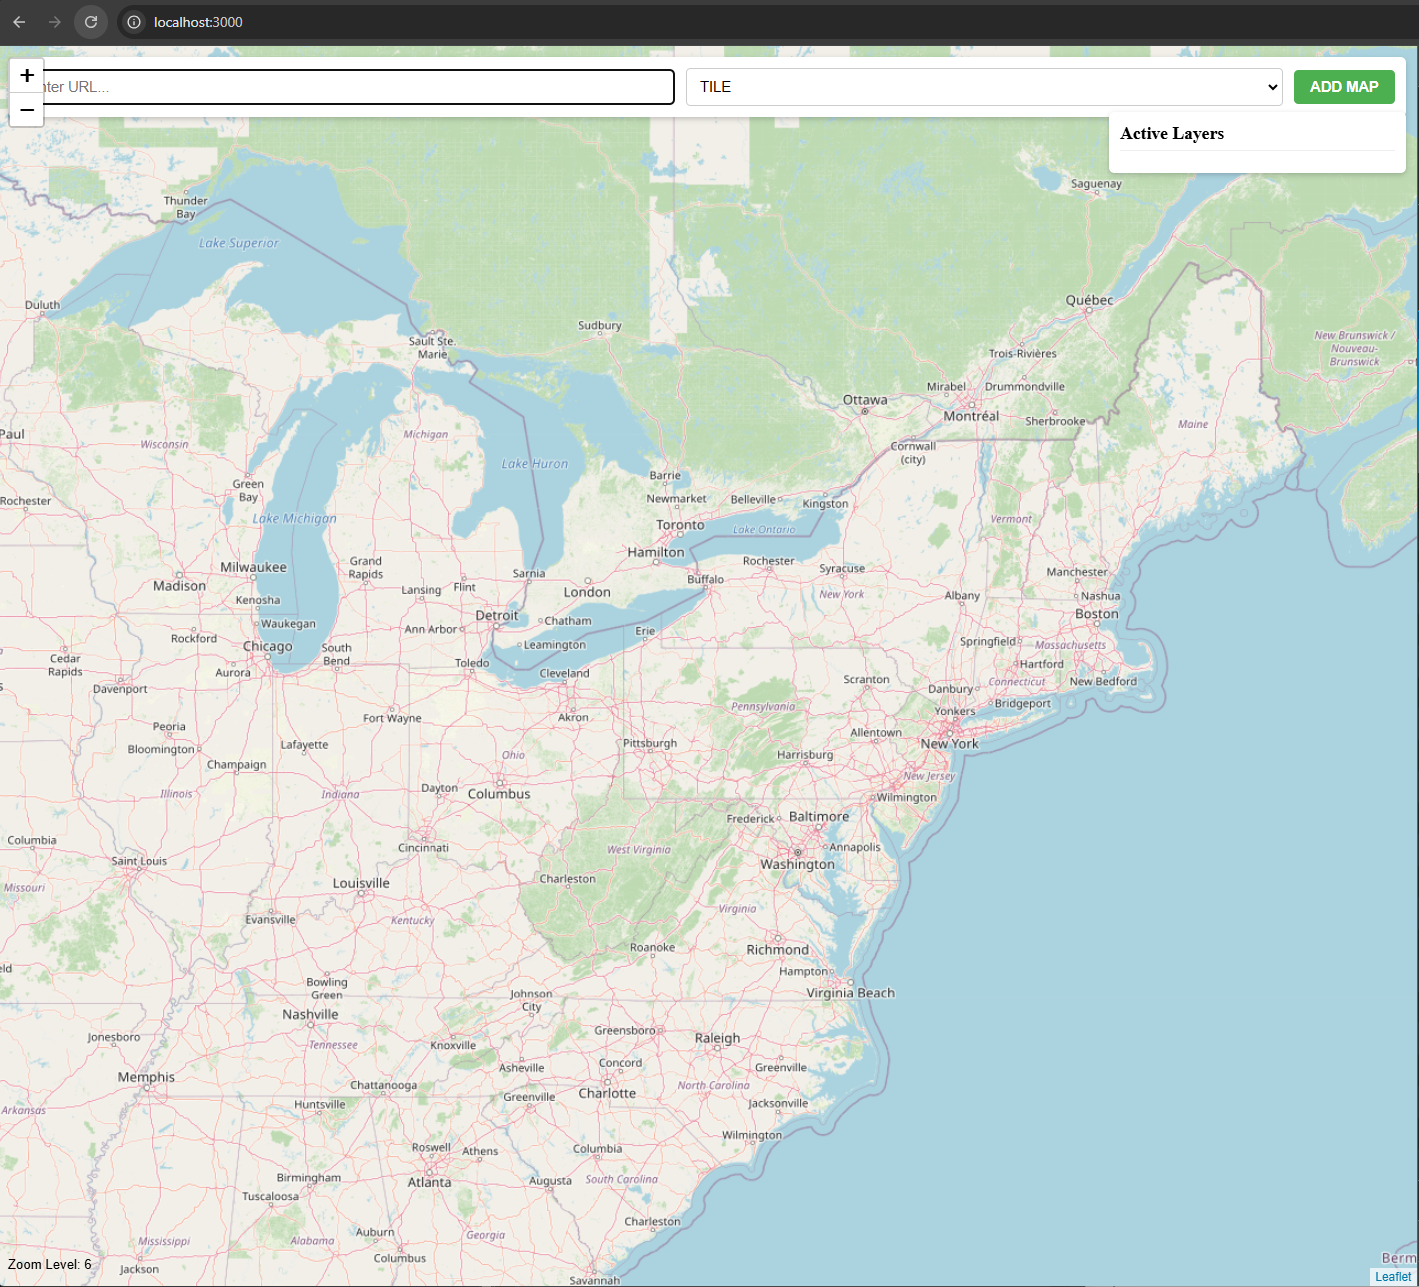 localhost:3000
+
nter URL...
TILE
ADD MAP
−
Active Layers
Saguenay
Thunder
Bay
Lake Superior
Québec
Duluth
Sudbury
New Brunswick /
Nouveau-
Brunswick
Sault Ste.
Marie
Trois-Rivières
Mirabel
Drummondville
Ottawa
Montréal
Sherbrooke
Maine
Paul
Michigan
Wisconsin
Cornwall
(city)
Lake Huron
Barrie
Green
Bay
Newmarket
Belleville
Kingston
Rochester
Lake Michigan
Toronto
Lake Ontario
Vermont
Hamilton
Milwaukee
Grand
Rapids
Rochester
Syracuse
Madison
Sarnia
Buffalo
Manchester
Lansing
Flint
London
New York
Albany
Nashua
Kenosha
Detroit
Boston
Waukegan
Ann Arbor
Chatham
Erie
Rockford
Chicago
South
Bend
Leamington
Springfield
Massachusetts
Cedar
Rapids
Aurora
Toledo
Cleveland
Hartford
Davenport
Scranton
Danbury
Connecticut
New Bedford
Bridgeport
Fort Wayne
Akron
Pennsylvania
Yonkers
Peoria
Allentown
Bloomington
Lafayette
Pittsburgh
New York
Ohio
Harrisburg
Champaign
New Jersey
Illinois
Indiana
Dayton
Columbus
Wilmington
Columbia
Frederick
Baltimore
Cincinnati
West Virginia
Annapolis
Saint Louis
Washington
Missouri
Louisville
Charleston
Evansville
Kentucky
Virginia
Roanoke
Richmond
ld
Hampton
Bowling
Green
Johnson
City
Virginia Beach
Nashville
Greensboro
Jonesboro
Tennessee
Knoxville
Raleigh
Asheville
Concord
Greenville
Memphis
Chattanooga
Greenville
Charlotte
North Carolina
Arkansas
Huntsville
Jacksonville
Wilmington
Roswell
Athens
Columbia
Birmingham
Atlanta
Augusta
South Carolina
Tuscaloosa
Charleston
Auburn
Georgia
Mississippi
Alabama
Columbus
Zoom Level: 6
Jackson
Savannah
Berm
Leaflet